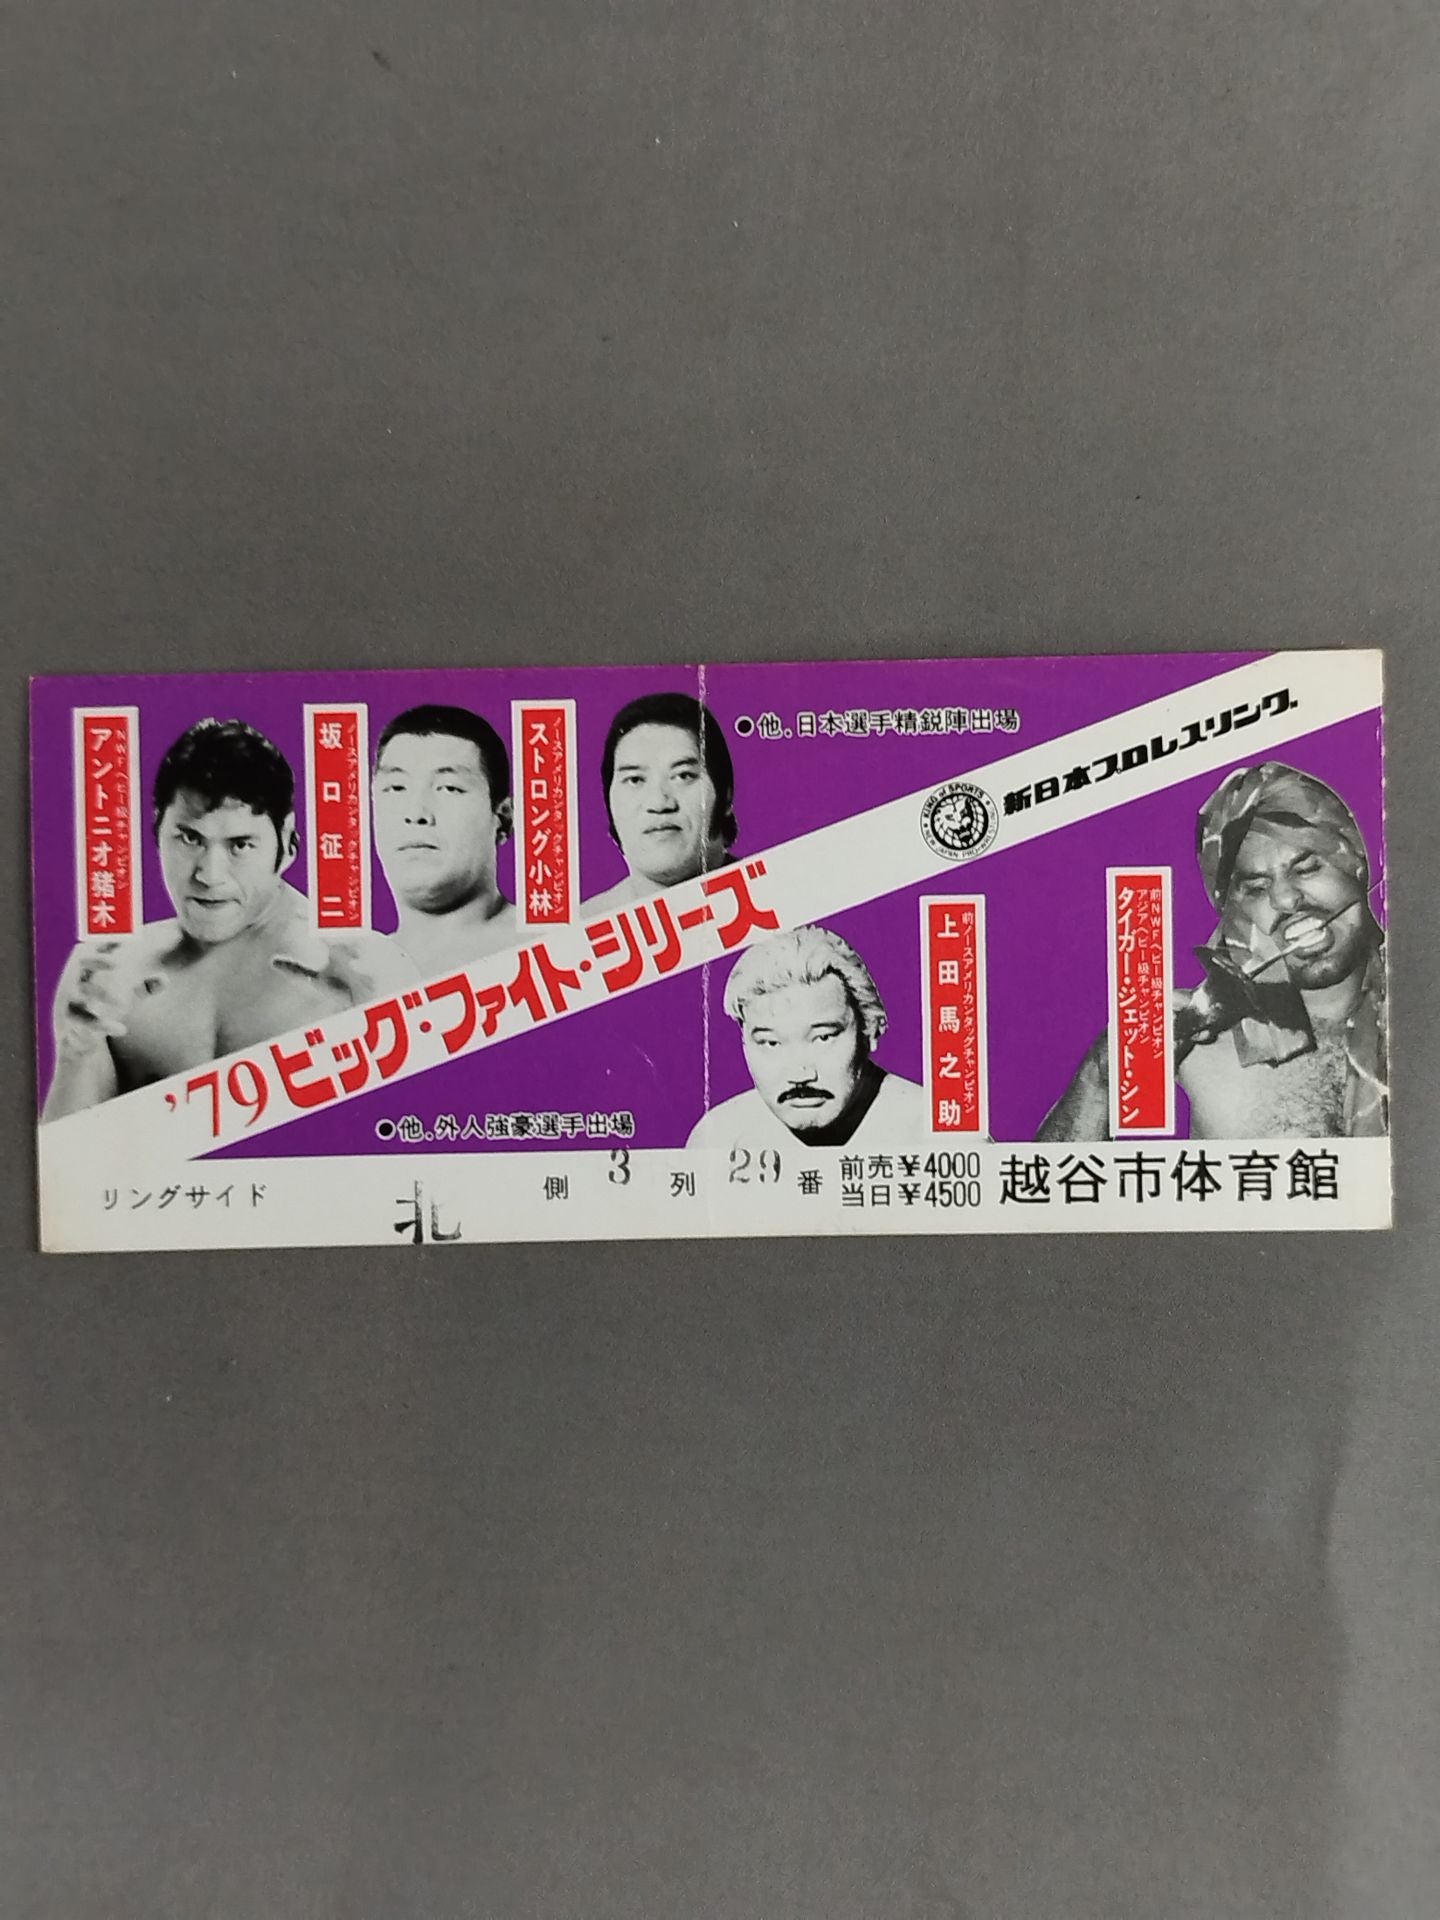 NWFヘビー級チャンピオン
アントニオ猪木
ノースアメリカンタッグチャンピオン
坂口征二
ノースアメリカンタッグチャンピオン
ストロング小林
●他.日本選手精鋭陣出場
KING of SPORTS
NEW JAPAN PRO-WRESTLING
新日本プロレスリング.
'79ビッグ・ファイト・シリーズ
前ノースアメリカンタッグチャンピオン
上田馬之助
前NWFヘビー級チャンピオン
アジアヘビー級チャンピオン
タイガー・ジェット・シン
●他.外人強豪選手出場
リングサイド 北側 3列 29番
前売¥4000
当日¥4500
越谷市体育館